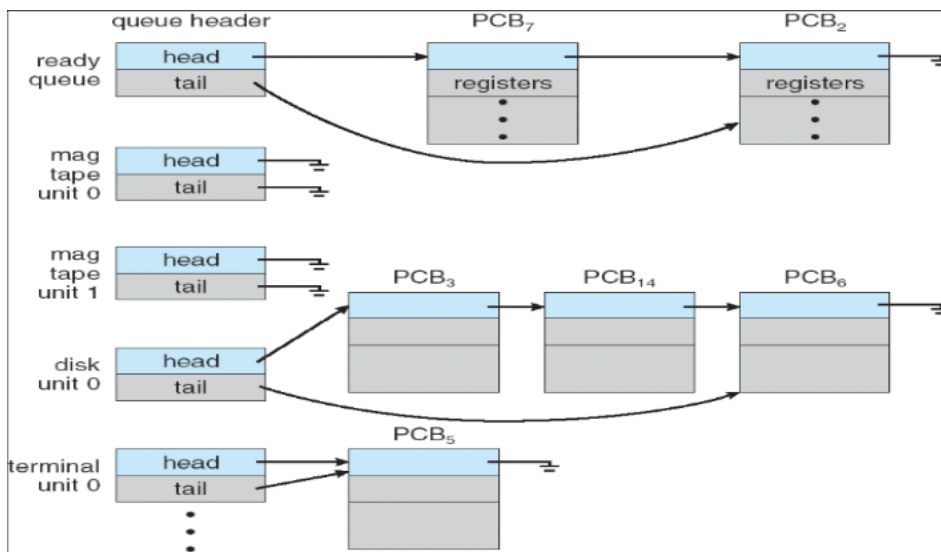 queue header
PCB₇
PCB₂
ready
queue
head
tail
registers
registers
mag
tape
unit 0
head
tail
mag
tape
unit 1
head
tail
PCB₃
PCB₁₄
PCB₆
disk
unit 0
head
tail
PCB₅
terminal
unit 0
head
tail